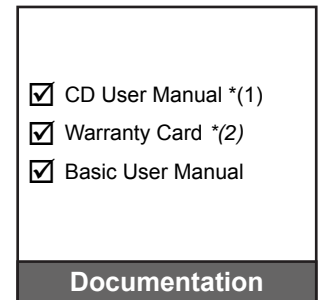 ☑ CD User Manual *(1)
☑ Warranty Card *(2)
☑ Basic User Manual
Documentation